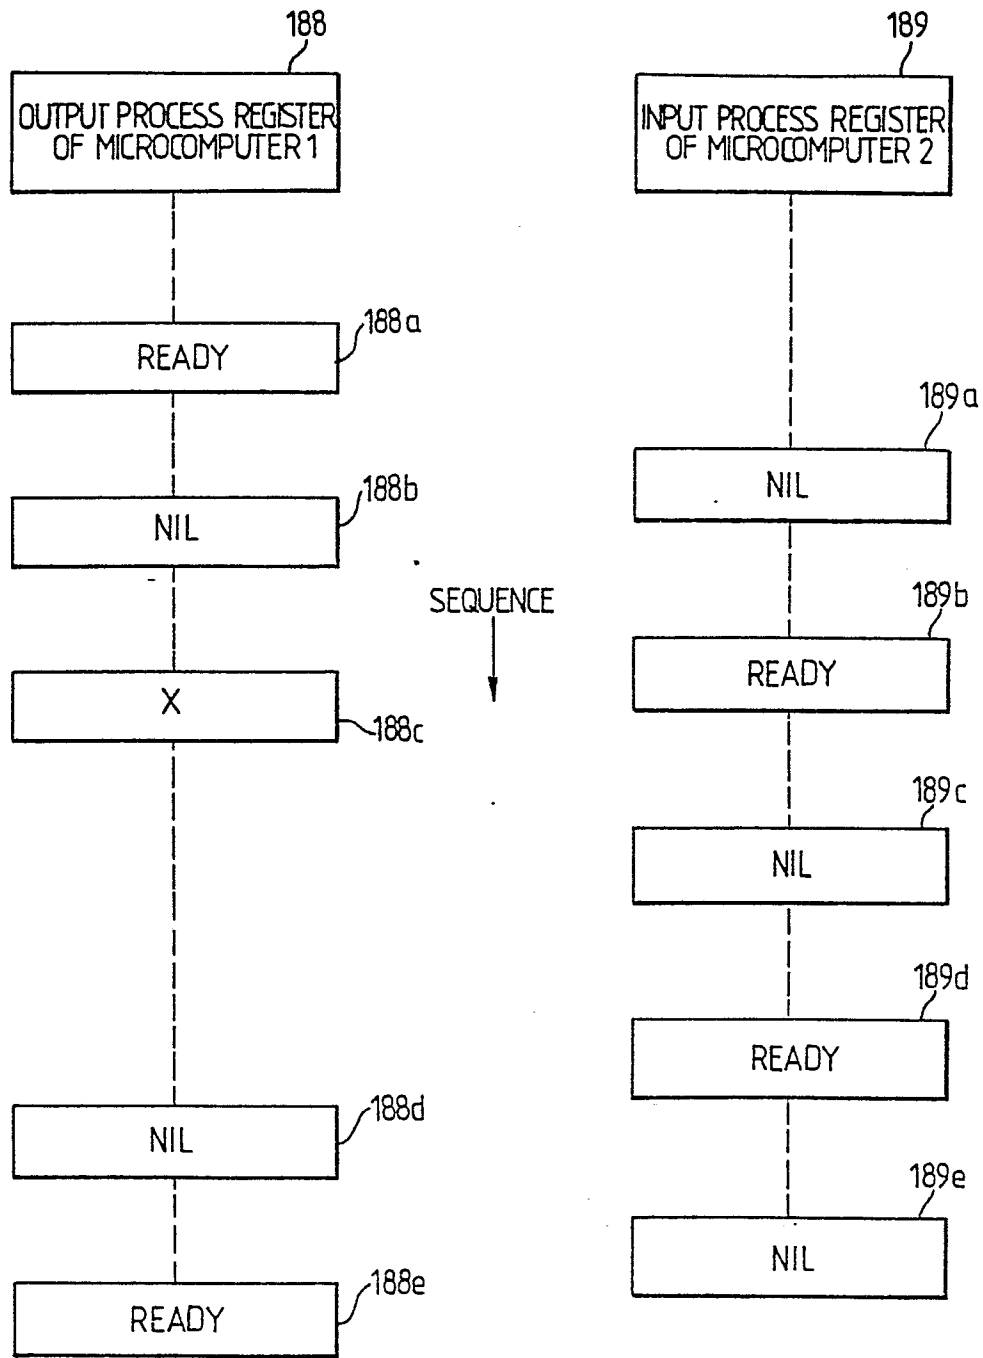 188
OUTPUT PROCESS REGISTER
OF MICROCOMPUTER 1
188a
READY
188b
NIL
X
188c
188d
NIL
188e
READY
SEQUENCE
189
INPUT PROCESS REGISTER
OF MICROCOMPUTER 2
189a
NIL
189b
READY
189c
NIL
189d
READY
189e
NIL